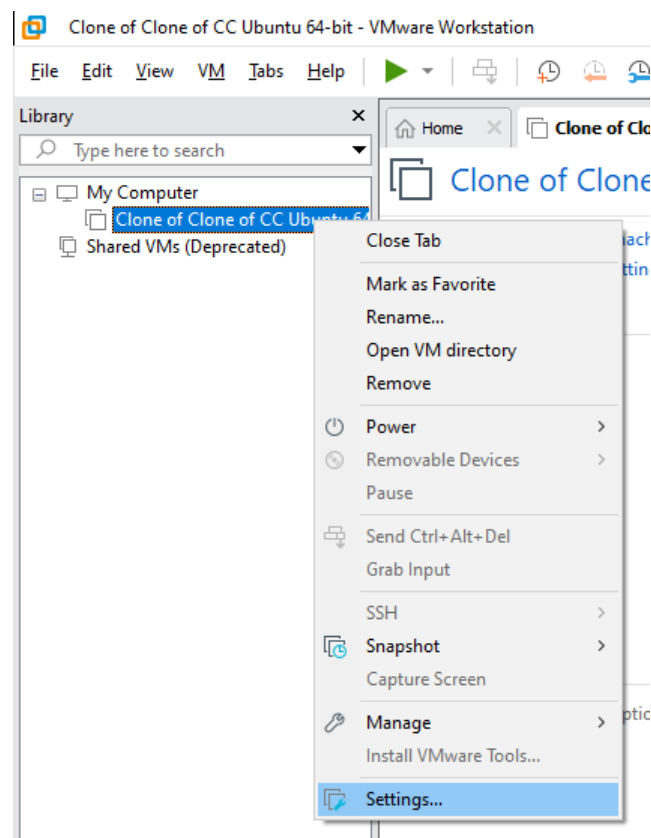 Clone of Clone of CC Ubuntu 64-bit - VMware Workstation
File Edit View VM Tabs Help
Library
Type here to search
Home
Clone of Clo
Clone of Clone
My Computer
Clone of Clone of CC Ubuntu 64
Shared VMs (Deprecated)
Close Tab
Mark as Favorite
Rename...
Open VM directory
Remove
Power
Removable Devices
Pause
Send Ctrl+Alt+Del
Grab Input
SSH
Snapshot
Capture Screen
Manage
Install VMware Tools...
Settings...